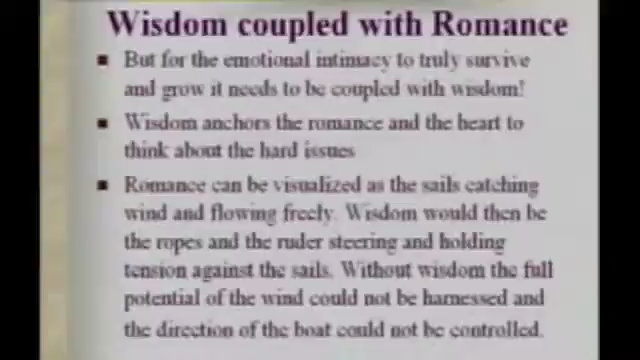 Wisdom coupled with Romance
▪ But for the emotional intimacy to truly survive
and grow it needs to be coupled with wisdom!
▪ Wisdom anchors the romance and the heart to
think about the hard issues
▪ Romance can be visualized as the sails catching
wind and flowing freely. Wisdom would then be
the ropes and the ruder steering and holding
tension against the sails. Without wisdom the full
potential of the wind could not be harnessed and
the direction of the boat could not be controlled.